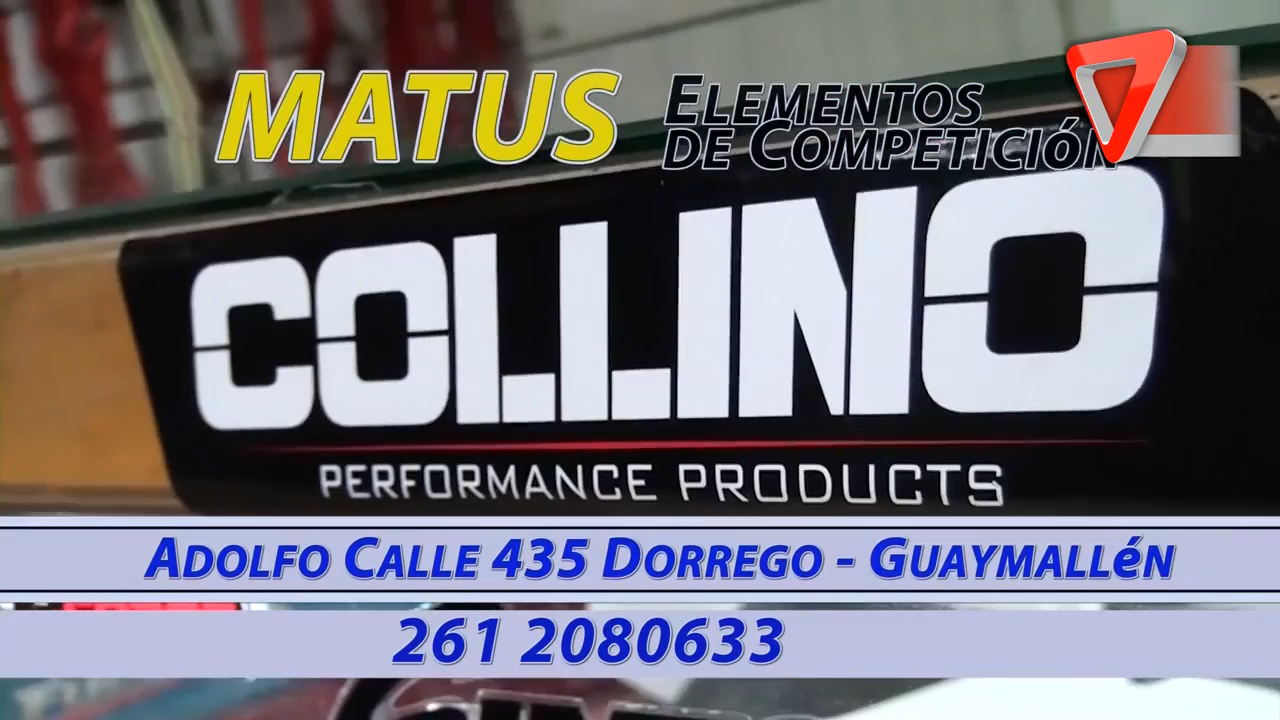 MATUS
ELEMENTOS
DE COMPETICIÓN
COLLINO
PERFORMANCE PRODUCTS
ADOLFO CALLE 435 DORREGO - GUAYMALLéN
261 2080633